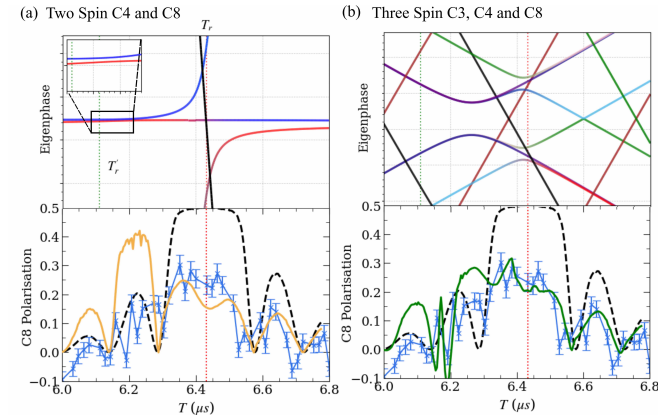 (a) Two Spin C4 and C8
(b) Three Spin C3, C4 and C8
T_r
T'_r
Eigenphase
Eigenphase
0.5
0.4
0.3
0.2
0.1
0.0
−0.1
C8 Polarisation
6.0 6.2 6.4 6.6 6.8
T (μs)
0.5
0.4
0.3
0.2
0.1
0.0
−0.1
C8 Polarisation
6.0 6.2 6.4 6.6 6.8
T (μs)